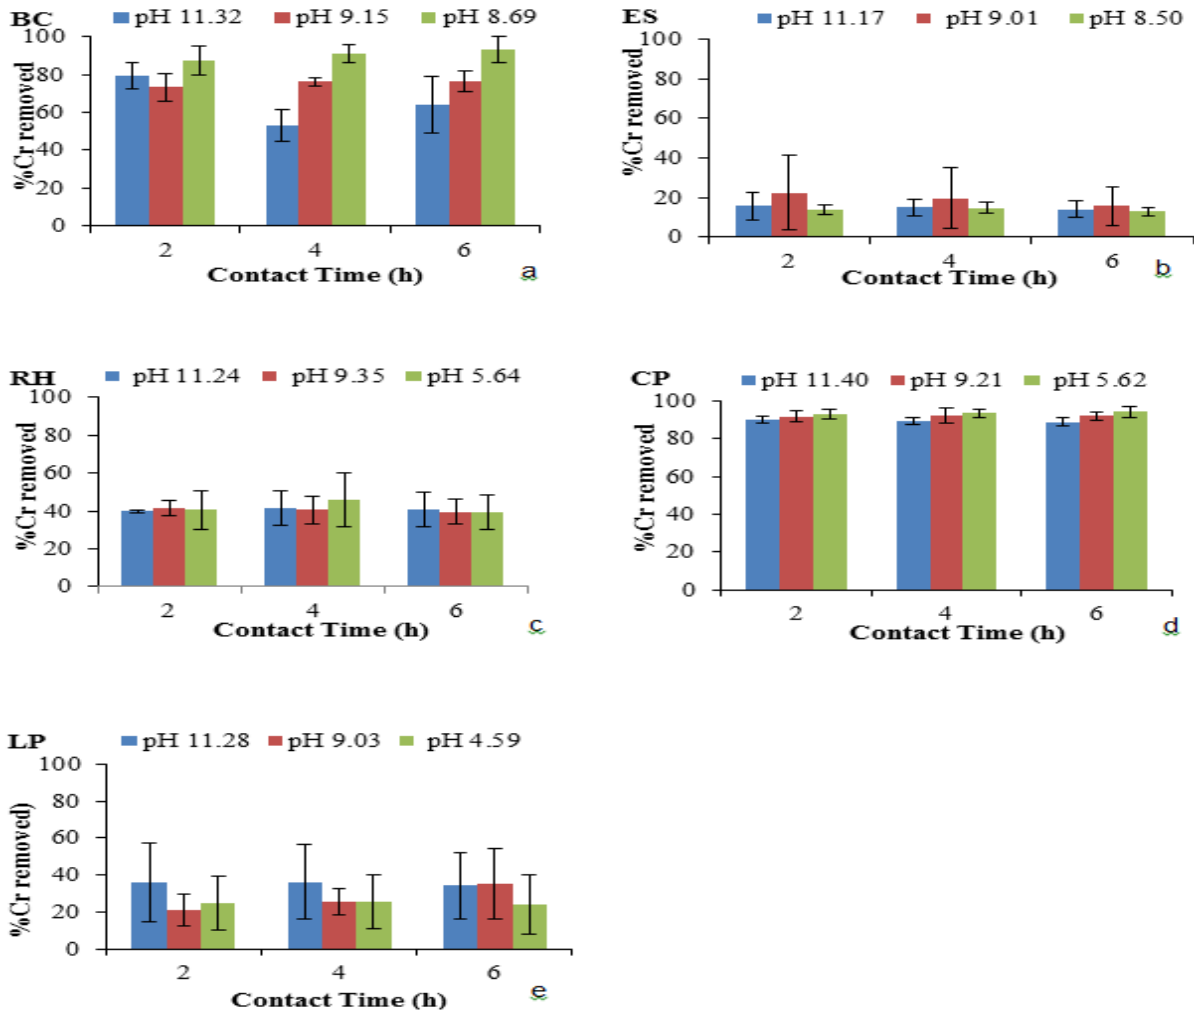 BC
pH 11.32 pH 9.15 pH 8.69
100
80
60
40
20
0
%Cr removed
2 4 6
Contact Time (h)
a
ES
pH 11.17 pH 9.01 pH 8.50
100
80
60
40
20
0
%Cr removed
2 4 6
Contact Time (h)
b
RH
pH 11.24 pH 9.35 pH 5.64
100
80
60
40
20
0
%Cr removed
2 4 6
Contact Time (h)
c
CP
pH 11.40 pH 9.21 pH 5.62
100
80
60
40
20
0
%Cr removed
2 4 6
Contact Time (h)
d
LP
pH 11.28 pH 9.03 pH 4.59
100
80
60
40
20
0
%Cr removed)
2 4 6
Contact Time (h)
e